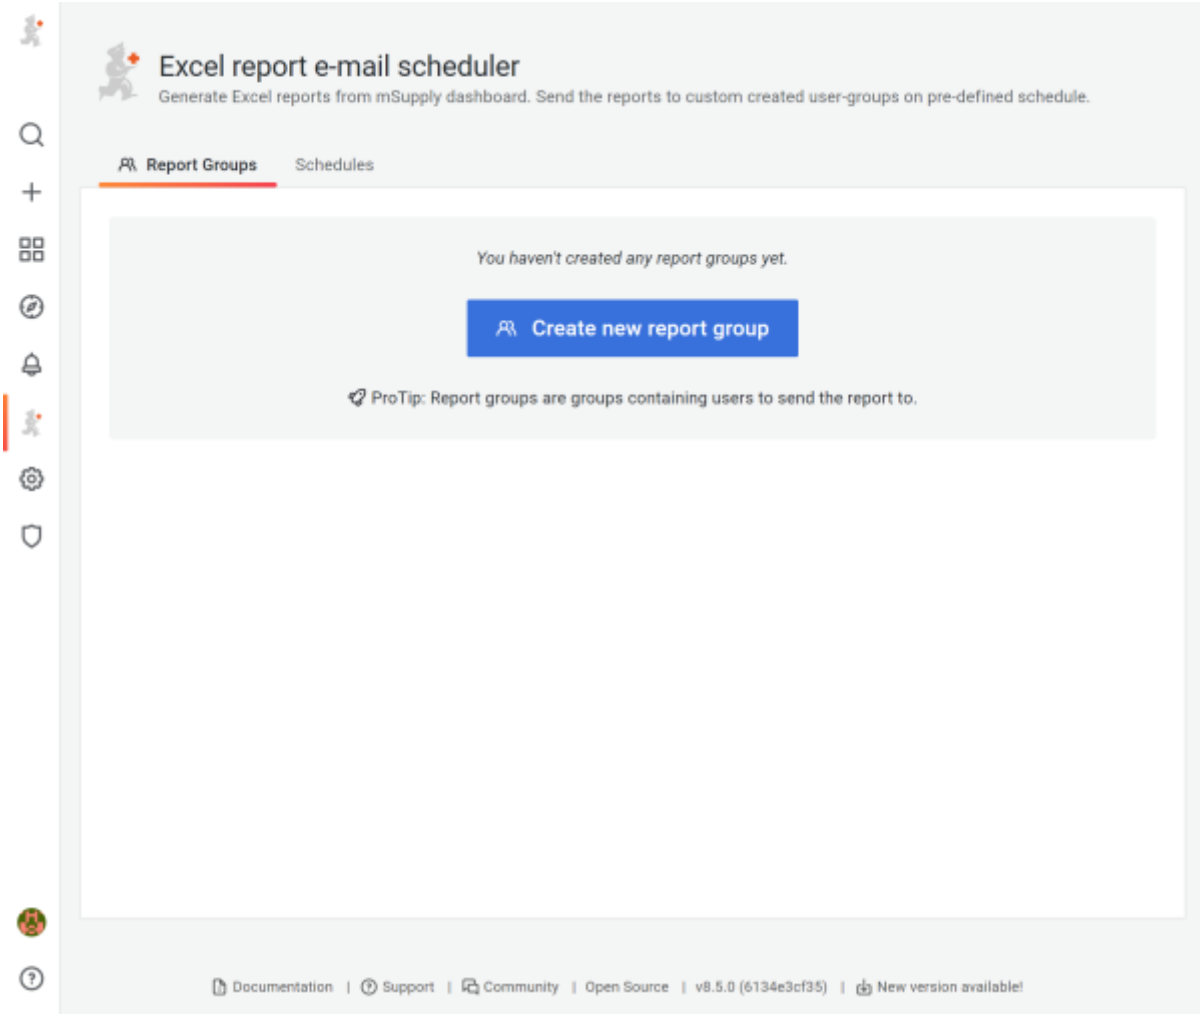 Excel report e-mail scheduler
Generate Excel reports from mSupply dashboard. Send the reports to custom created user-groups on pre-defined schedule.
Report Groups Schedules
You haven't created any report groups yet.
Create new report group
ProTip: Report groups are groups containing users to send the report to.
Documentation | Support | Community | Open Source | v8.5.0 (6134e3cf35) | New version available!